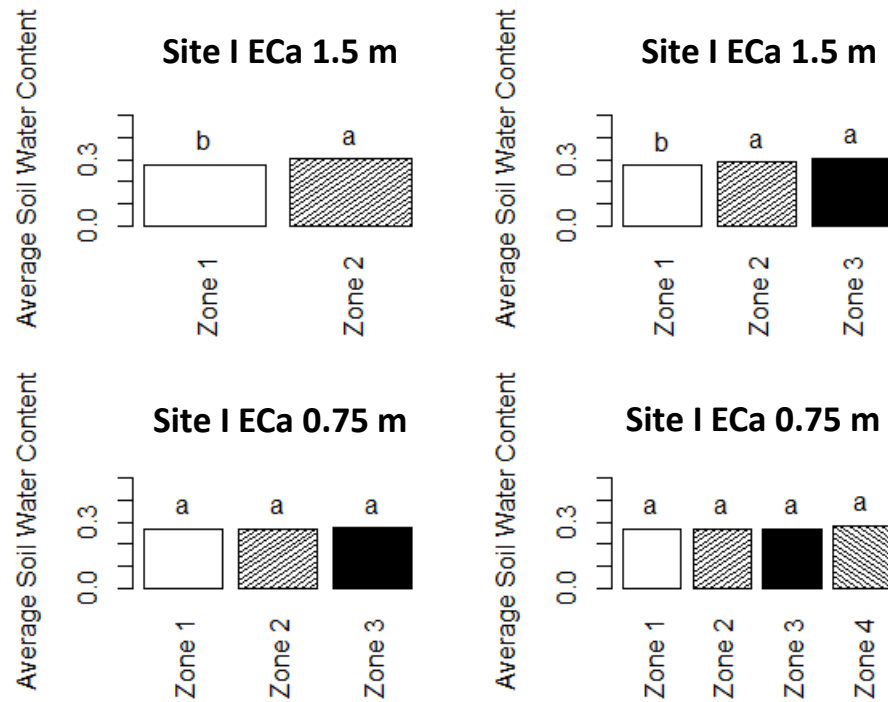 Site I ECa 1.5 m
Average Soil Water Content
0.3
0.0
b
a
Zone 1
Zone 2
Site I ECa 1.5 m
Average Soil Water Content
0.3
0.0
b
a
a
Zone 1
Zone 2
Zone 3
Site I ECa 0.75 m
Average Soil Water Content
0.3
0.0
a
a
a
Zone 1
Zone 2
Zone 3
Site I ECa 0.75 m
Average Soil Water Content
0.3
0.0
a
a
a
a
Zone 1
Zone 2
Zone 3
Zone 4